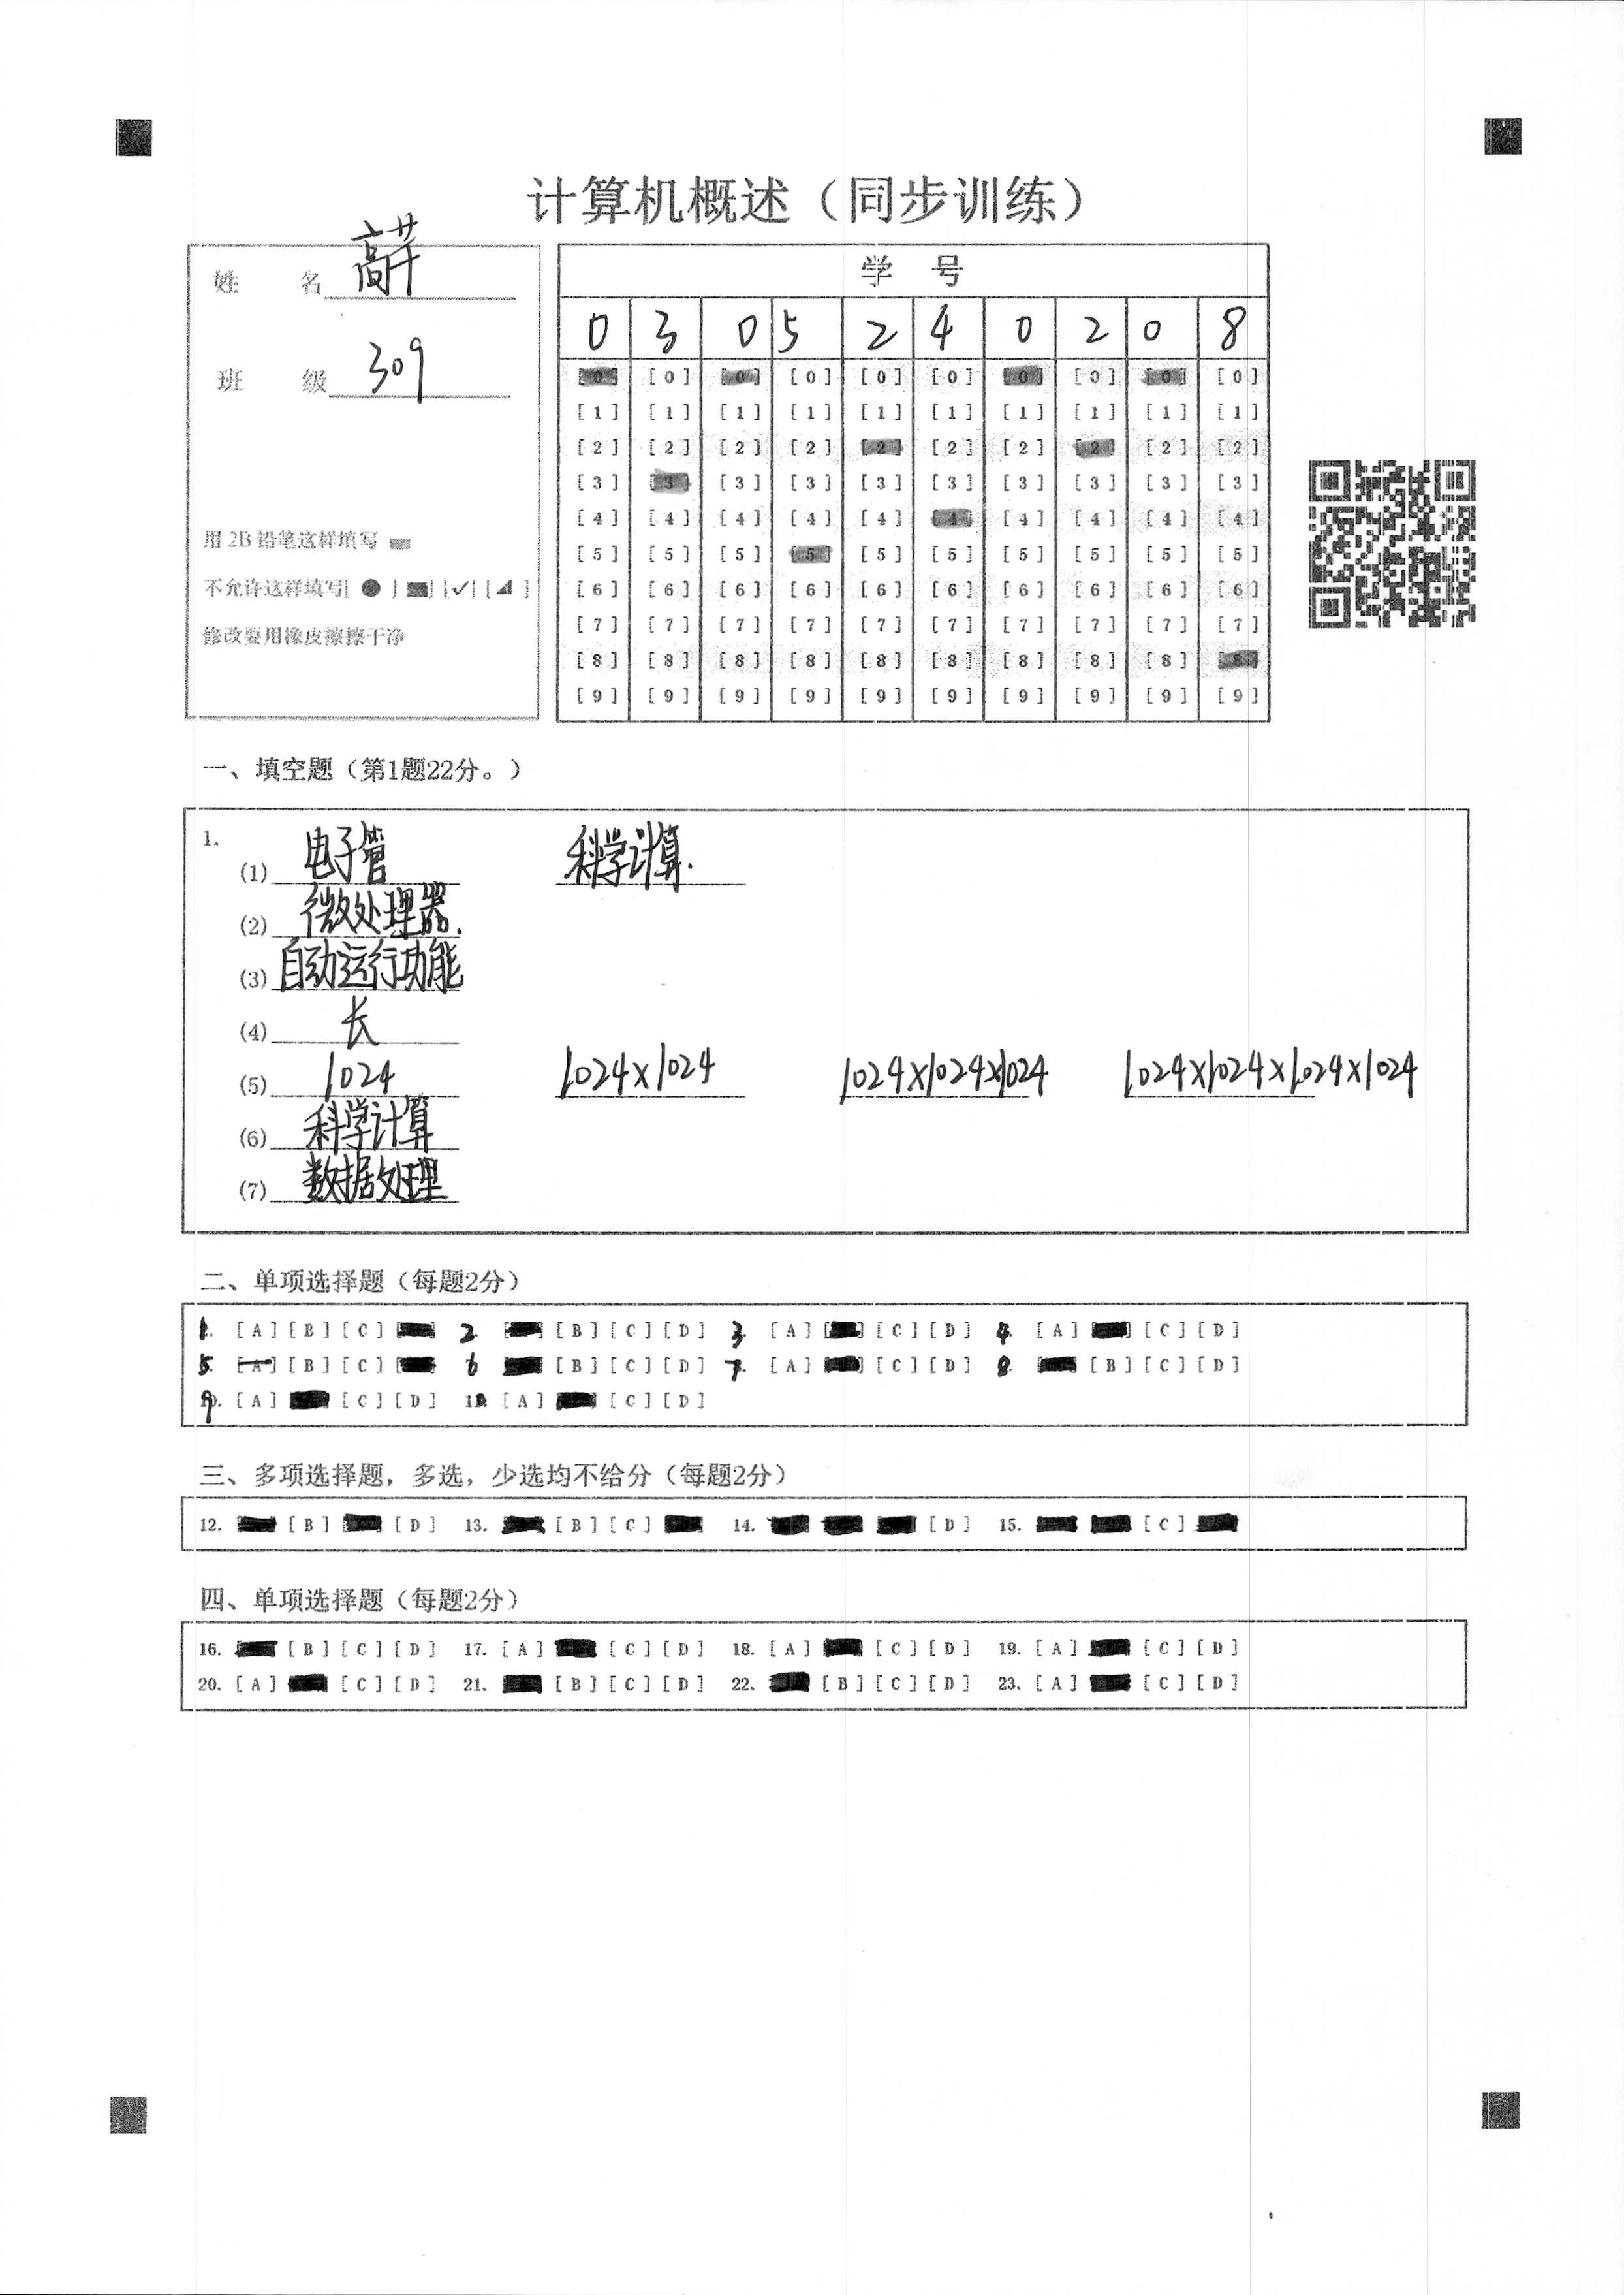 计算机概述（同步训练）
姓 名 高芊
班 级 309
用 2B 铅笔这样填写
不允许这样填写[ ● ] [■] [✓] [◢ ]
修改要用橡皮擦擦干净
学 号
0 3 0 5 2 4 0 2 0 8
[0] [0] [0] [0] [0] [0] [0] [0] [0] [0]
[1] [1] [1] [1] [1] [1] [1] [1] [1] [1]
[2] [2] [2] [2] [2] [2] [2] [2] [2] [2]
[3] [3] [3] [3] [3] [3] [3] [3] [3] [3]
[4] [4] [4] [4] [4] [4] [4] [4] [4] [4]
[5] [5] [5] [5] [5] [5] [5] [5] [5] [5]
[6] [6] [6] [6] [6] [6] [6] [6] [6] [6]
[7] [7] [7] [7] [7] [7] [7] [7] [7] [7]
[8] [8] [8] [8] [8] [8] [8] [8] [8] [8]
[9] [9] [9] [9] [9] [9] [9] [9] [9] [9]
一、填空题（第1题22分。）
1.
(1) 电子管 科学计算.
(2) 微处理器.
(3) 自动运行功能
(4) 长
(5) 1024 1024×1024 1024×1024×1024 1024×1024×1024×1024
(6) 科学计算
(7) 数据处理
二、单项选择题（每题2分）
1. [A] [B] [C] 2. [B] [C] [D] 3. [A] [C] [D] 4. [A] [C] [D]
5. [A] [B] [C] 6 [B] [C] [D] 7. [A] [C] [D] 8. [B] [C] [D]
9. [A] [C] [D] 1 [A] [C] [D]
三、多项选择题，多选，少选均不给分（每题2分）
12. [B] [D] 13. [B] [C] 14. [D] 15. [C]
四、单项选择题（每题2分）
16. [B] [C] [D] 17. [A] [C] [D] 18. [A] [C] [D] 19. [A] [C] [D]
20. [A] [C] [D] 21. [B] [C] [D] 22. [B] [C] [D] 23. [A] [C] [D]